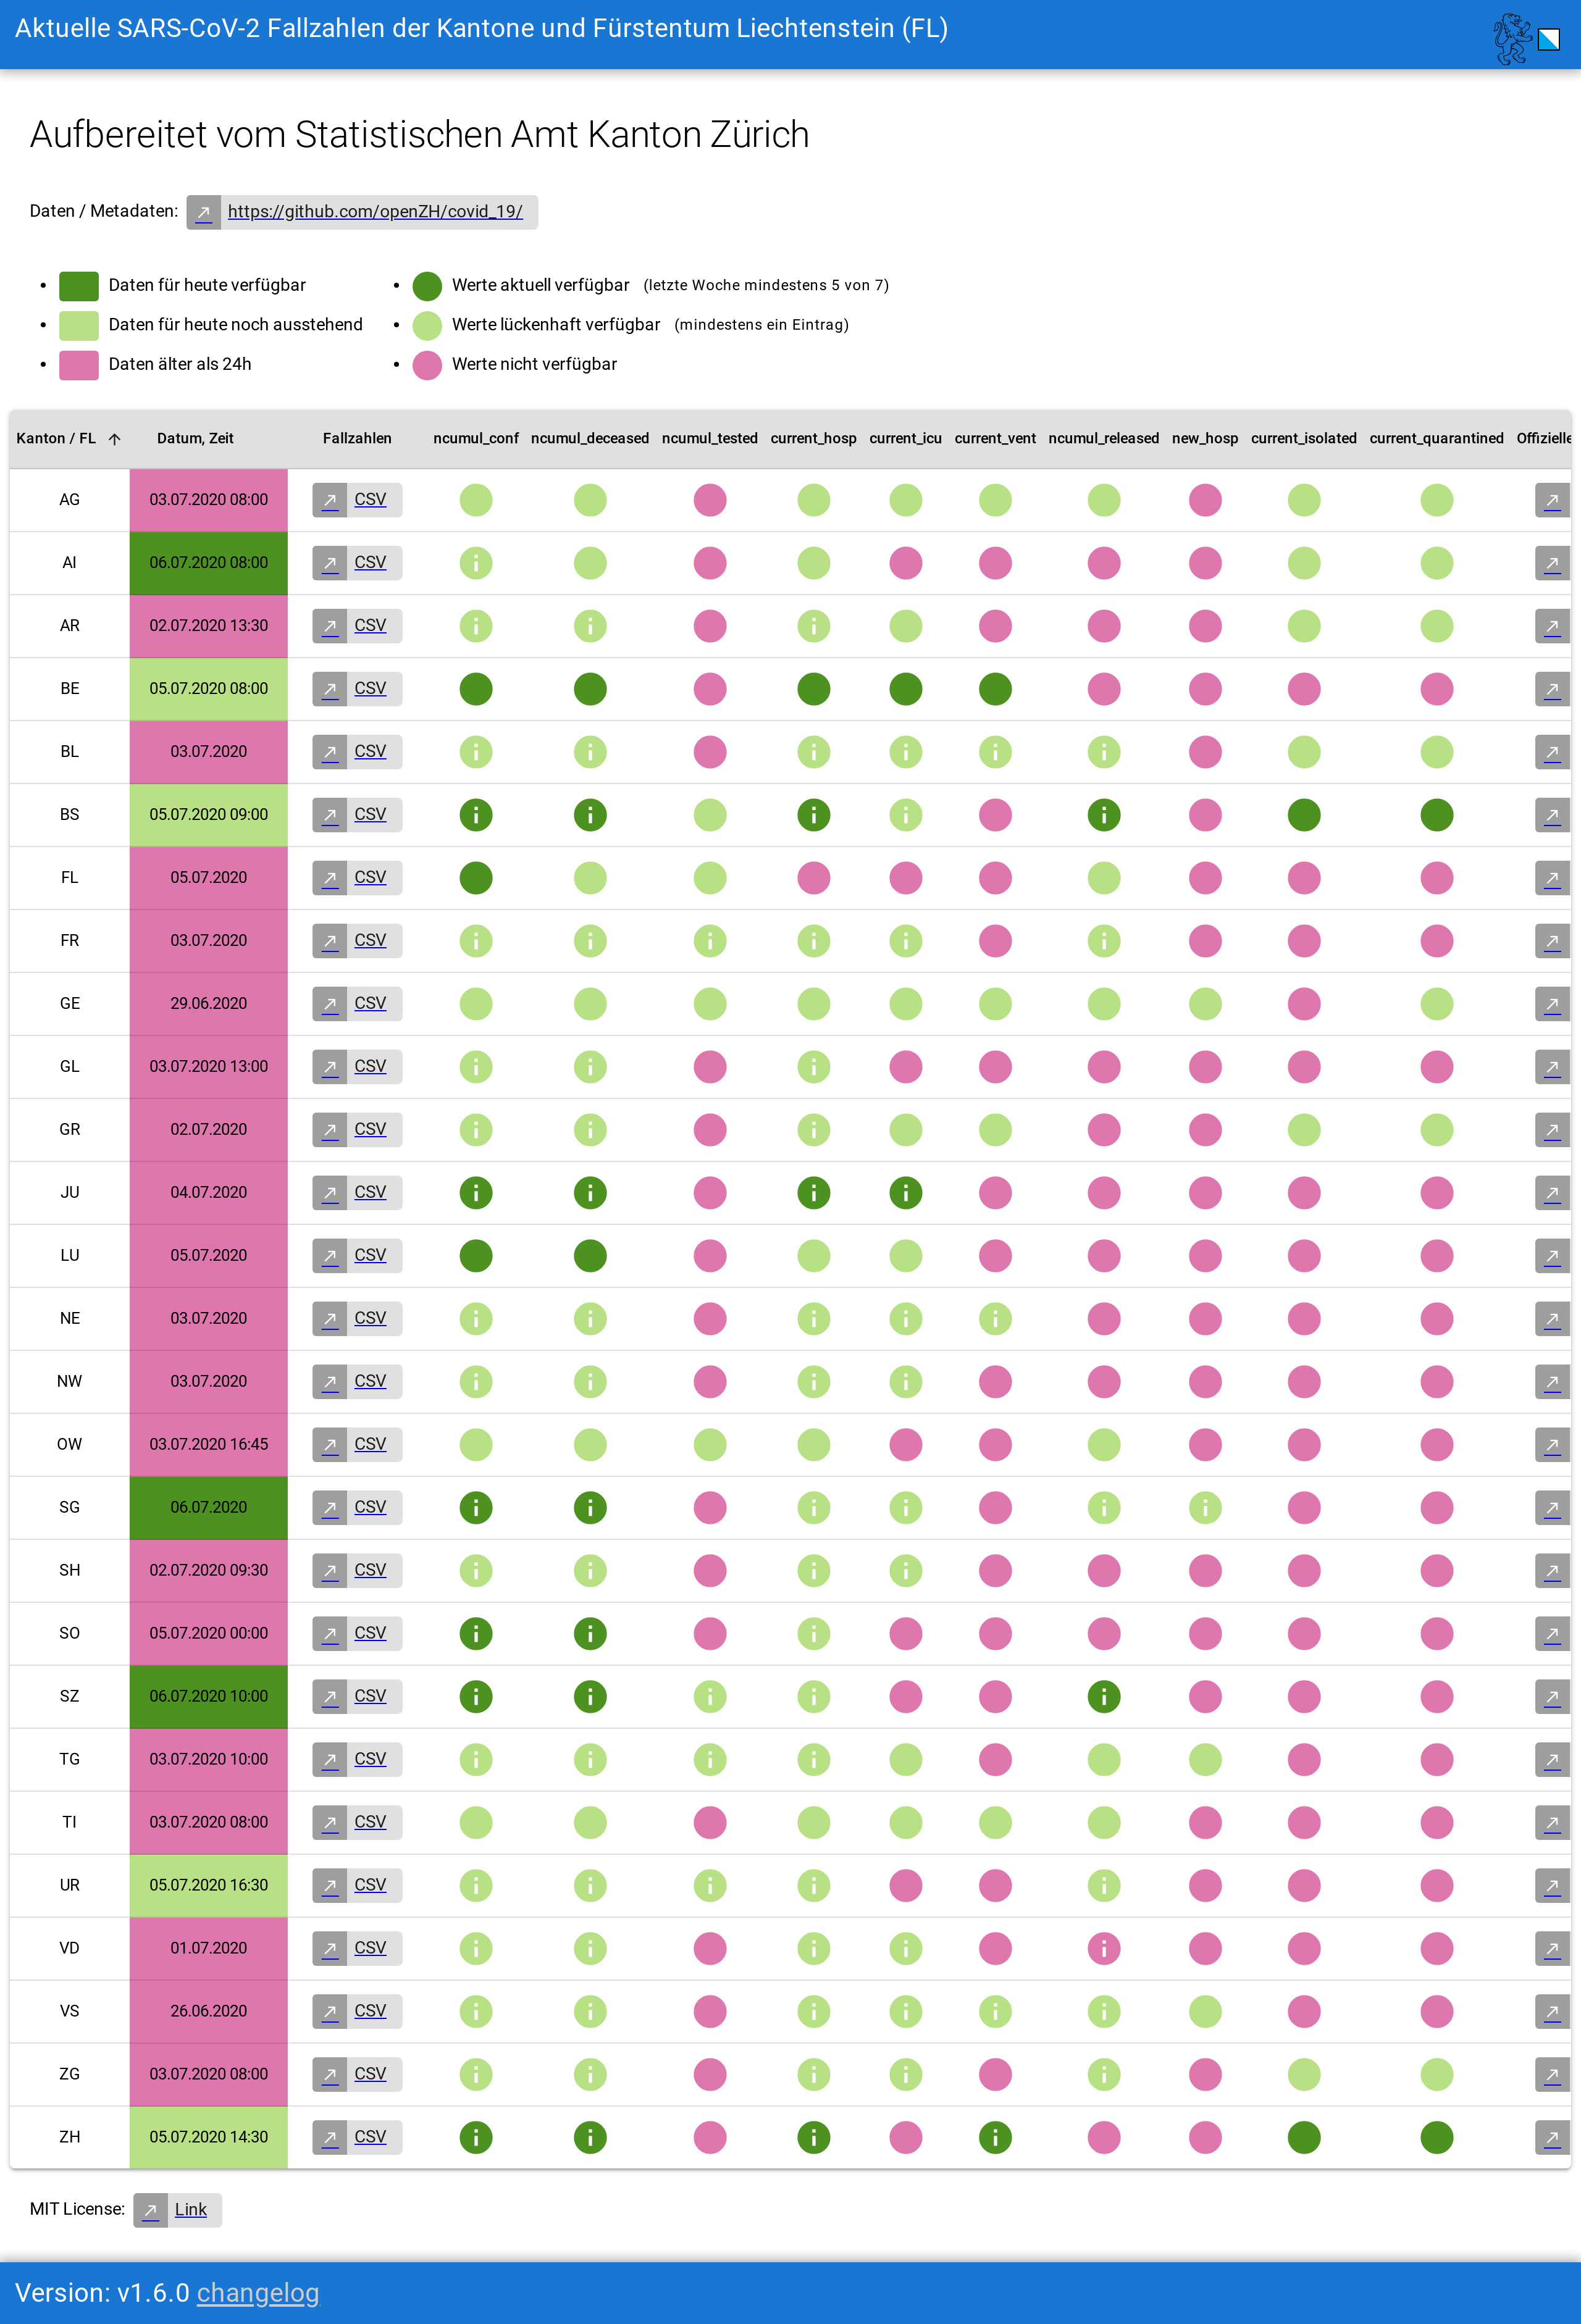 Aktuelle SARS-CoV-2 Fallzahlen der Kantone und Fürstentum Liechtenstein (FL)
Aufbereitet vom Statistischen Amt Kanton Zürich
Daten / Metadaten: https://github.com/openZH/covid_19/
Daten für heute verfügbar
Daten für heute noch ausstehend
Daten älter als 24h
Werte aktuell verfügbar (letzte Woche mindestens 5 von 7)
Werte lückenhaft verfügbar (mindestens ein Eintrag)
Werte nicht verfügbar
Kanton / FL Datum, Zeit Fallzahlen ncumul_conf ncumul_deceased ncumul_tested current_hosp current_icu current_vent ncumul_released new_hosp current_isolated current_quarantined Offizielle
AG 03.07.2020 08:00 CSV
AI 06.07.2020 08:00 CSV
AR 02.07.2020 13:30 CSV
BE 05.07.2020 08:00 CSV
BL 03.07.2020 CSV
BS 05.07.2020 09:00 CSV
FL 05.07.2020 CSV
FR 03.07.2020 CSV
GE 29.06.2020 CSV
GL 03.07.2020 13:00 CSV
GR 02.07.2020 CSV
JU 04.07.2020 CSV
LU 05.07.2020 CSV
NE 03.07.2020 CSV
NW 03.07.2020 CSV
OW 03.07.2020 16:45 CSV
SG 06.07.2020 CSV
SH 02.07.2020 09:30 CSV
SO 05.07.2020 00:00 CSV
SZ 06.07.2020 10:00 CSV
TG 03.07.2020 10:00 CSV
TI 03.07.2020 08:00 CSV
UR 05.07.2020 16:30 CSV
VD 01.07.2020 CSV
VS 26.06.2020 CSV
ZG 03.07.2020 08:00 CSV
ZH 05.07.2020 14:30 CSV
MIT License: Link
Version: v1.6.0 changelog